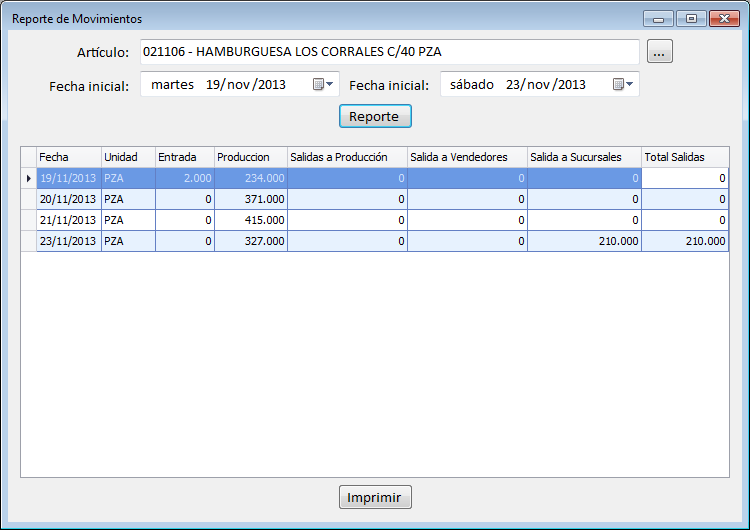 Reporte de Movimientos
Artículo: 021106 - HAMBURGUESA LOS CORRALES C/40 PZA ...
Fecha inicial: martes 19/nov/2013 Fecha inicial: sábado 23/nov/2013
Reporte
Fecha Unidad Entrada Produccion Salidas a Producción Salida a Vendedores Salida a Sucursales Total Salidas
19/11/2013 PZA 2.000 234.000 0 0 0 0
20/11/2013 PZA 0 371.000 0 0 0 0
21/11/2013 PZA 0 415.000 0 0 0 0
23/11/2013 PZA 0 327.000 0 0 210.000 210.000
Imprimir